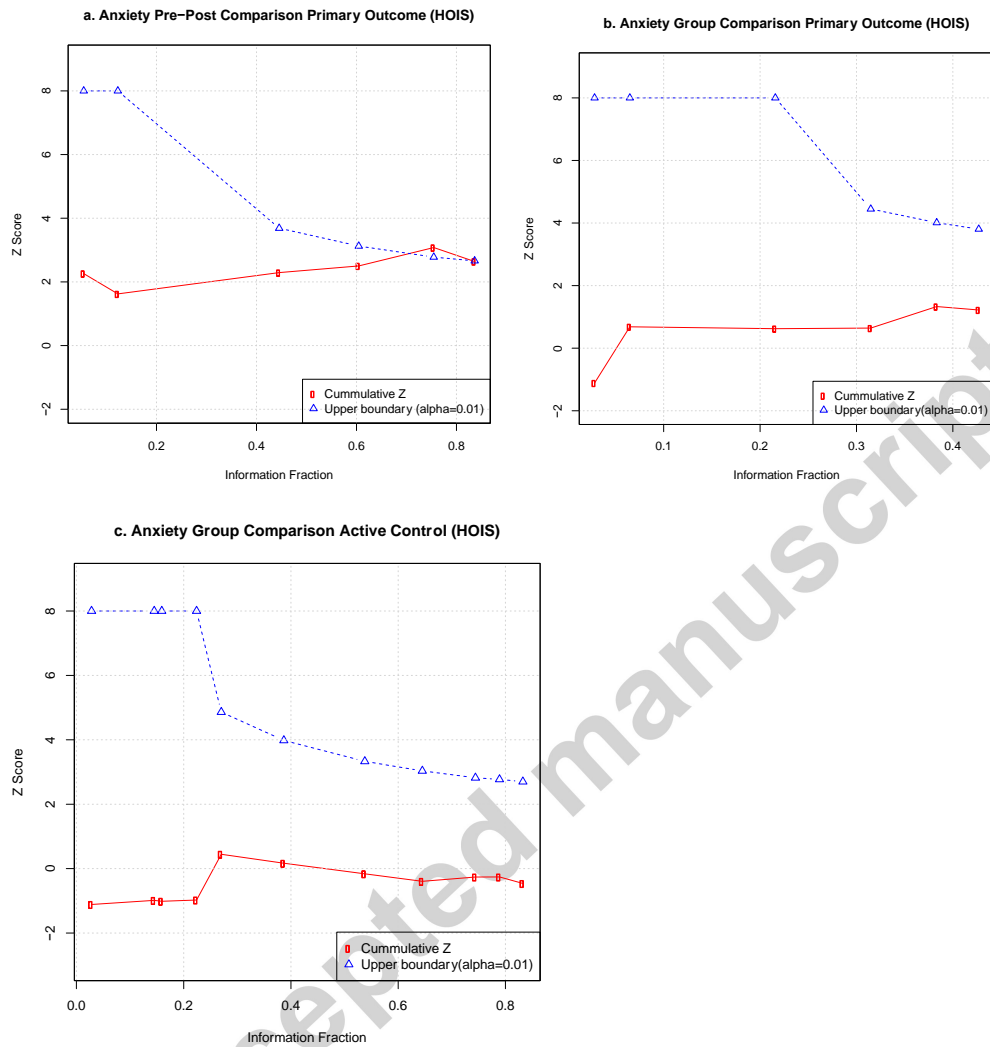 a. Anxiety Pre−Post Comparison Primary Outcome (HOIS)
Z Score
8
6
4
2
0
−2
0.2 0.4 0.6 0.8
Information Fraction
Cummulative Z
Upper boundary (alpha=0.01)
b. Anxiety Group Comparison Primary Outcome (HOIS)
Z Score
8
6
4
2
0
−2
0.1 0.2 0.3 0.4
Information Fraction
Cummulative Z
Upper boundary(alpha=0.01)
c. Anxiety Group Comparison Active Control (HOIS)
Z Score
8
6
4
2
0
−2
0.0 0.2 0.4 0.6 0.8
Information Fraction
Cummulative Z
Upper boundary(alpha=0.01)
cepted manuscript